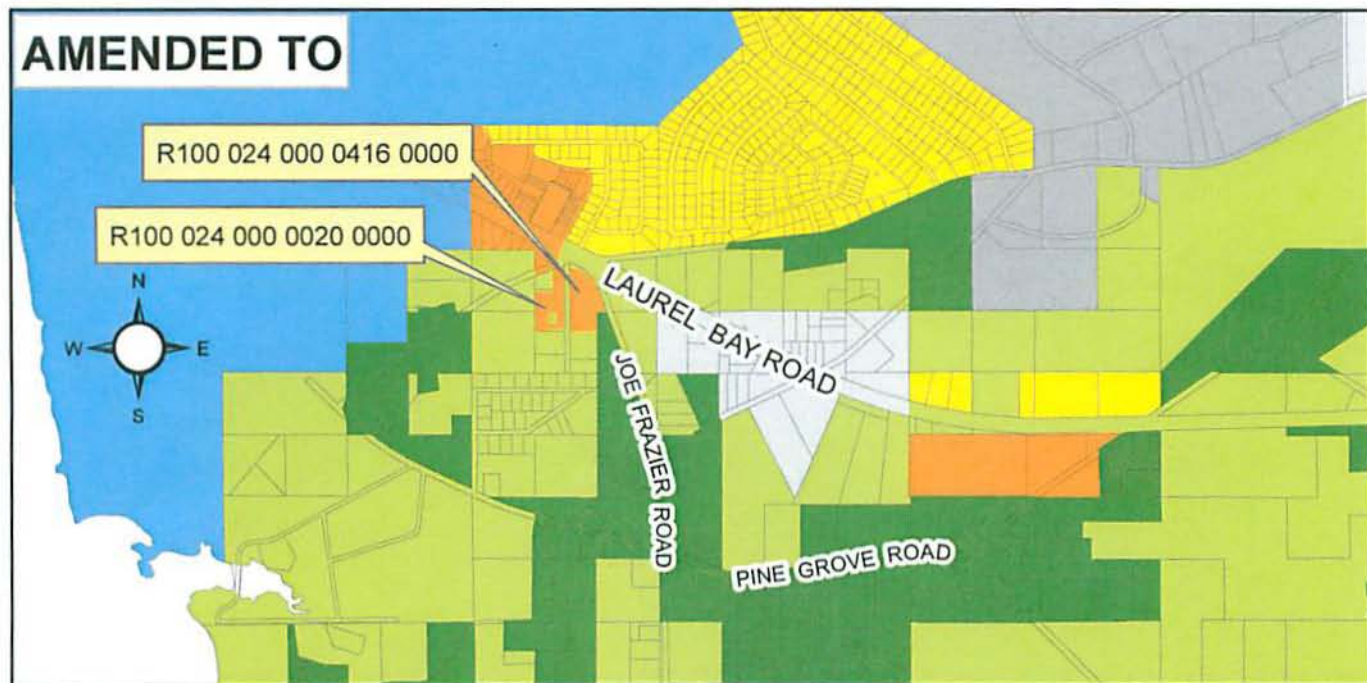 AMENDED TO
R100 024 000 0416 0000
R100 024 000 0020 0000
N
W
E
S
LAUREL BAY ROAD
JOE FRAZIER ROAD
PINE GROVE ROAD